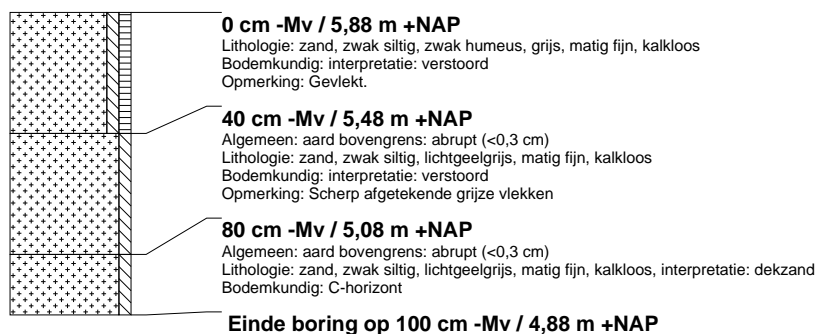 0 cm -Mv / 5,88 m +NAP
Lithologie: zand, zwak siltig, zwak humeus, grijs, matig fijn, kalkloos
Bodemkundig: interpretatie: verstoord
Opmerking: Gevlekt.
40 cm -Mv / 5,48 m +NAP
Algemeen: aard bovengrens: abrupt (<0,3 cm)
Lithologie: zand, zwak siltig, lichtgeelgrijs, matig fijn, kalkloos
Bodemkundig: interpretatie: verstoord
Opmerking: Scherp afgetekende grijze vlekken
80 cm -Mv / 5,08 m +NAP
Algemeen: aard bovengrens: abrupt (<0,3 cm)
Lithologie: zand, zwak siltig, lichtgeelgrijs, matig fijn, kalkloos, interpretatie: dekzand
Bodemkundig: C-horizont
Einde boring op 100 cm -Mv / 4,88 m +NAP